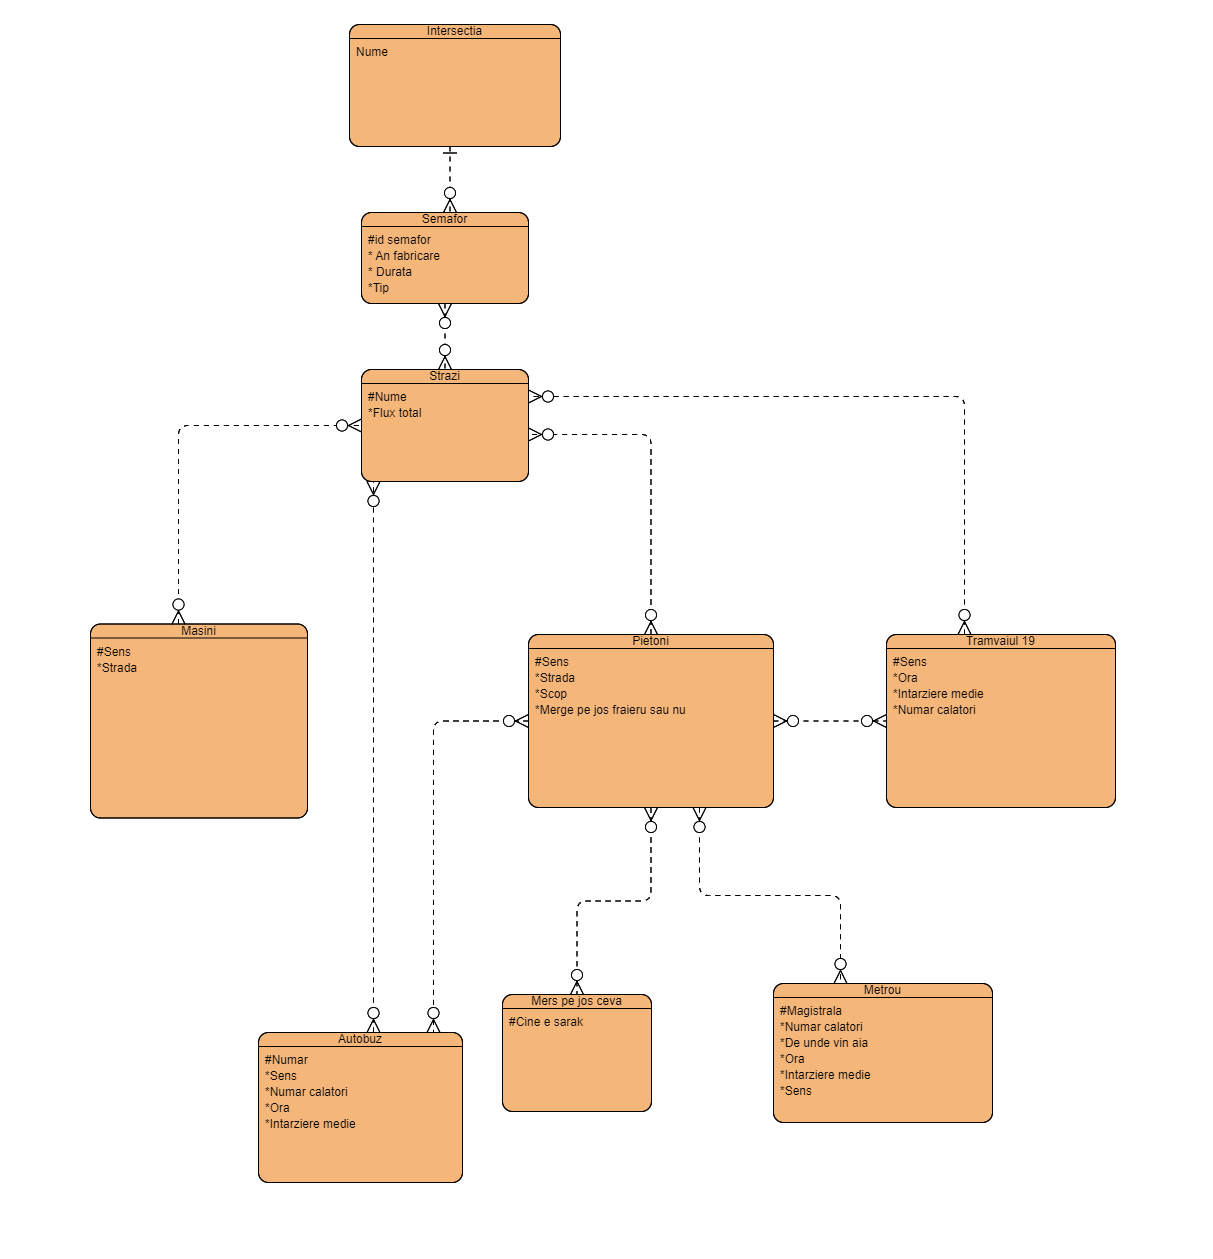 Intersectia
Nume
Semafor
#id semafor
* An fabricare
* Durata
*Tip
Strazi
#Nume
*Flux total
Masini
#Sens
*Strada
Pietoni
#Sens
*Strada
*Scop
*Merge pe jos fraieru sau nu
Tramvaiul 19
#Sens
*Ora
*Intarziere medie
*Numar calatori
Autobuz
#Numar
*Sens
*Numar calatori
*Ora
*Intarziere medie
Mers pe jos ceva
#Cine e sarak
Metrou
#Magistrala
*Numar calatori
*De unde vin aia
*Ora
*Intarziere medie
*Sens